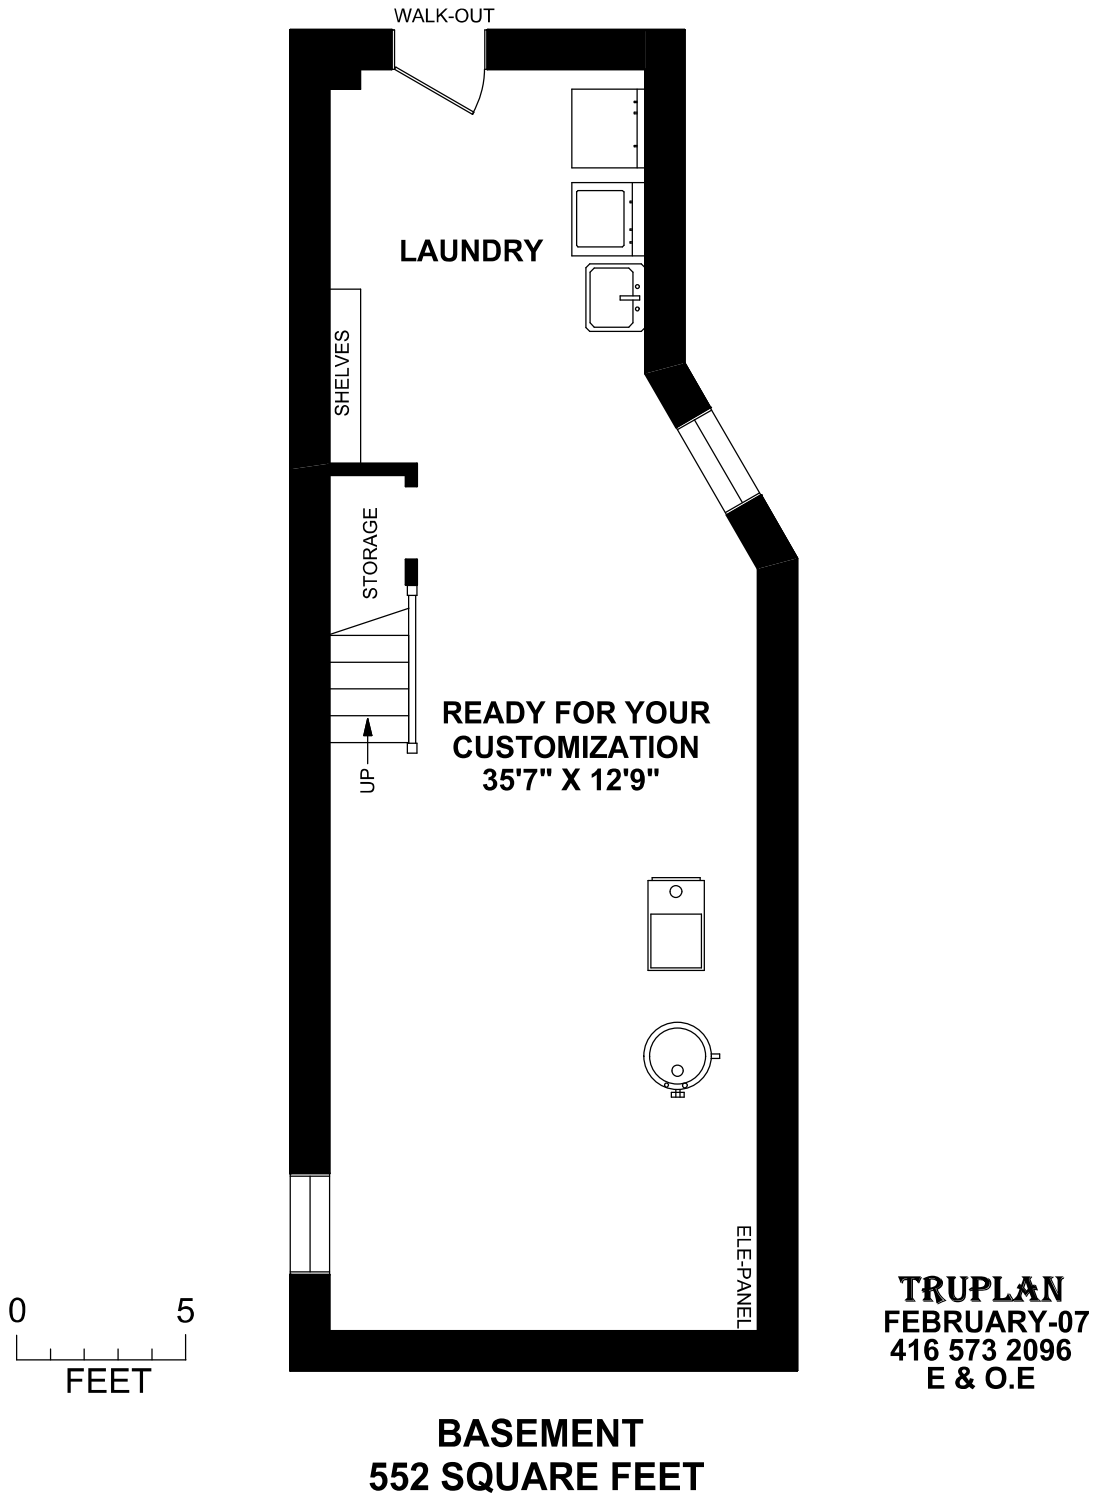 WALK-OUT
LAUNDRY
SHELVES
STORAGE
READY FOR YOUR
CUSTOMIZATION
35'7" X 12'9"
UP
ELE-PANEL
0 5
FEET
TRUPLAN
FEBRUARY-07
416 573 2096
E & O.E
BASEMENT
552 SQUARE FEET